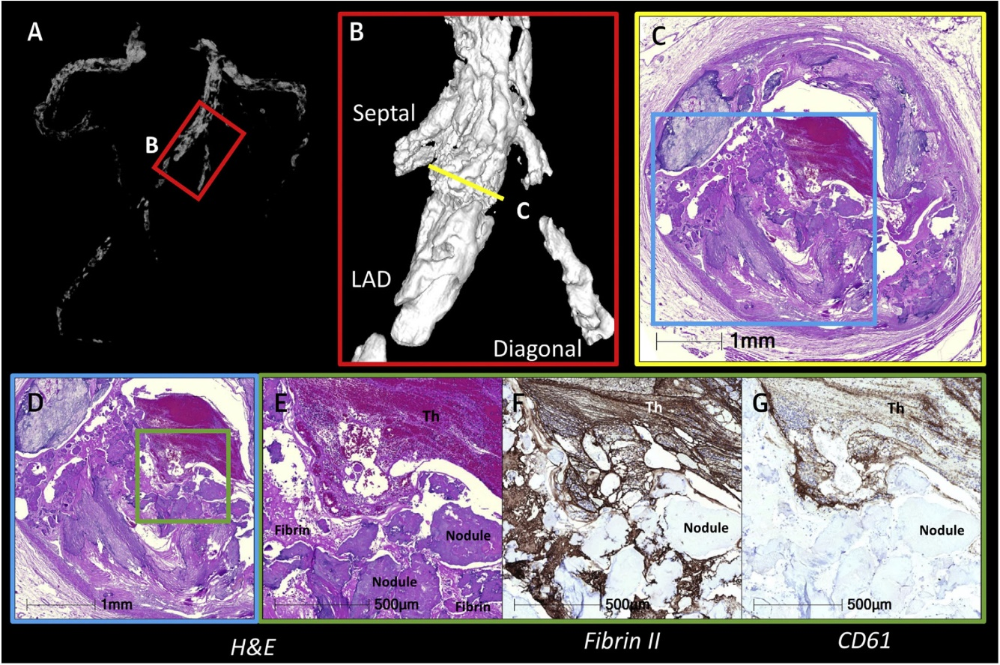 A
B
B
Septal
C
LAD
Diagonal
C
1mm
D
1mm
E
Th
Fibrin
Nodule
Nodule
500µm
Fibrin
F
Th
Nodule
500µm
G
Th
Nodule
500µm
H&E
Fibrin II
CD61